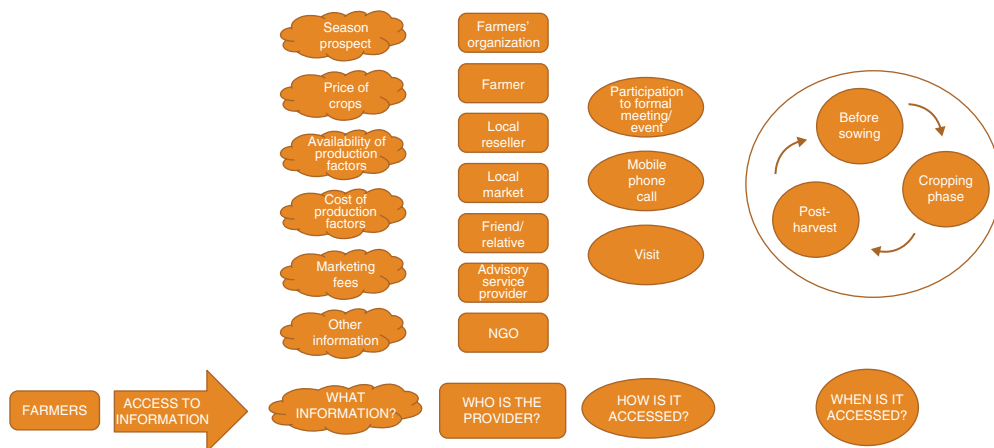 Season
prospect
Price of
crops
Availability of
production
factors
Cost of
production
factors
Marketing
fees
Other
information
Farmers'
organization
Farmer
Local
reseller
Local
market
Friend/
relative
Advisory
service
provider
NGO
Participation
to formal
meeting/
event
Mobile
phone
call
Visit
Before
sowing
Cropping
phase
Post-
harvest
FARMERS
ACCESS TO
INFORMATION
WHAT
INFORMATION?
WHO IS THE
PROVIDER?
HOW IS IT
ACCESSED?
WHEN IS IT
ACCESSED?